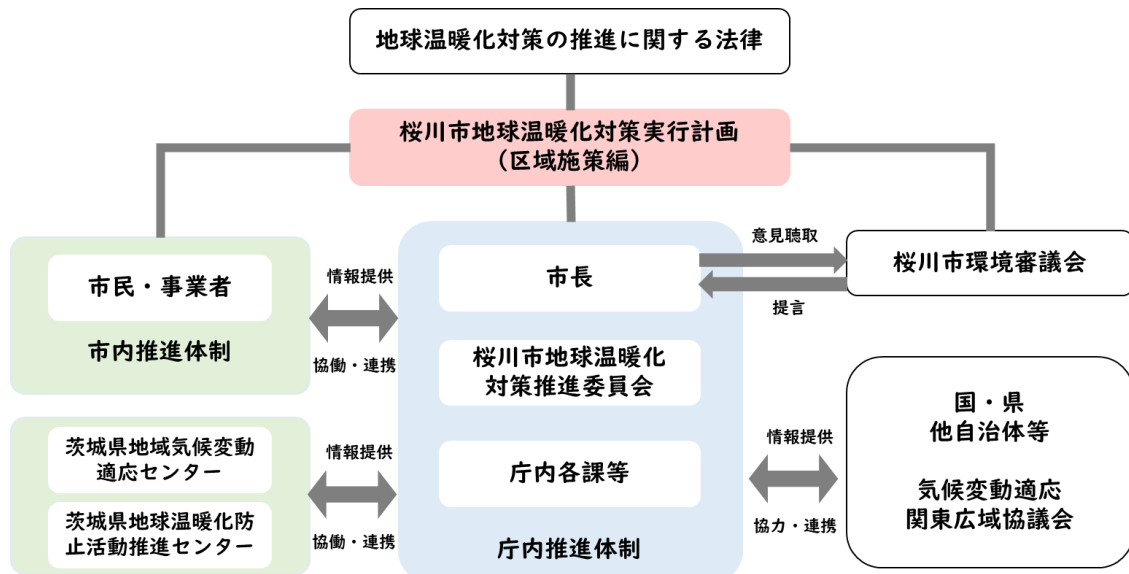 地球温暖化対策の推進に関する法律
桜川市地球温暖化対策実行計画
（区域施策編）
市民・事業者
市内推進体制
情報提供
協働・連携
市長
意見聴取
提言
桜川市環境審議会
桜川市地球温暖化
対策推進委員会
茨城県地域気候変動
適応センター
茨城県地球温暖化防
止活動推進センター
情報提供
協働・連携
庁内各課等
庁内推進体制
情報提供
協力・連携
国・県
他自治体等
気候変動適応
関東広域協議会